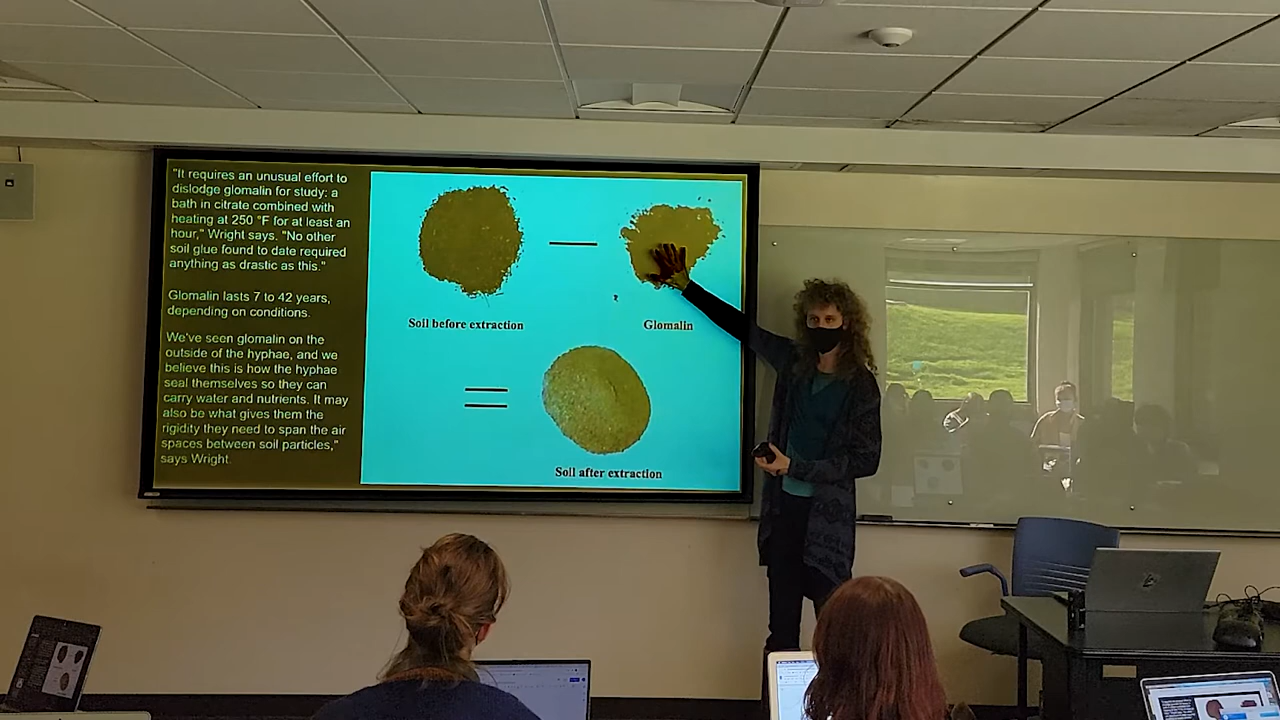 "It requires an unusual effort to
dislodge glomalin for study: a
bath in citrate combined with
heating at 250 °F for at least an
hour," Wright says. "No other
soil glue found to date required
anything as drastic as this."
Glomalin lasts 7 to 42 years,
depending on conditions.
We've seen glomalin on the
outside of the hyphae, and we
believe this is how the hyphae
seal themselves so they can
carry water and nutrients. It may
also be what gives them the
rigidity they need to span the air
spaces between soil particles,"
says Wright.
Soil before extraction
Glomalin
Soil after extraction